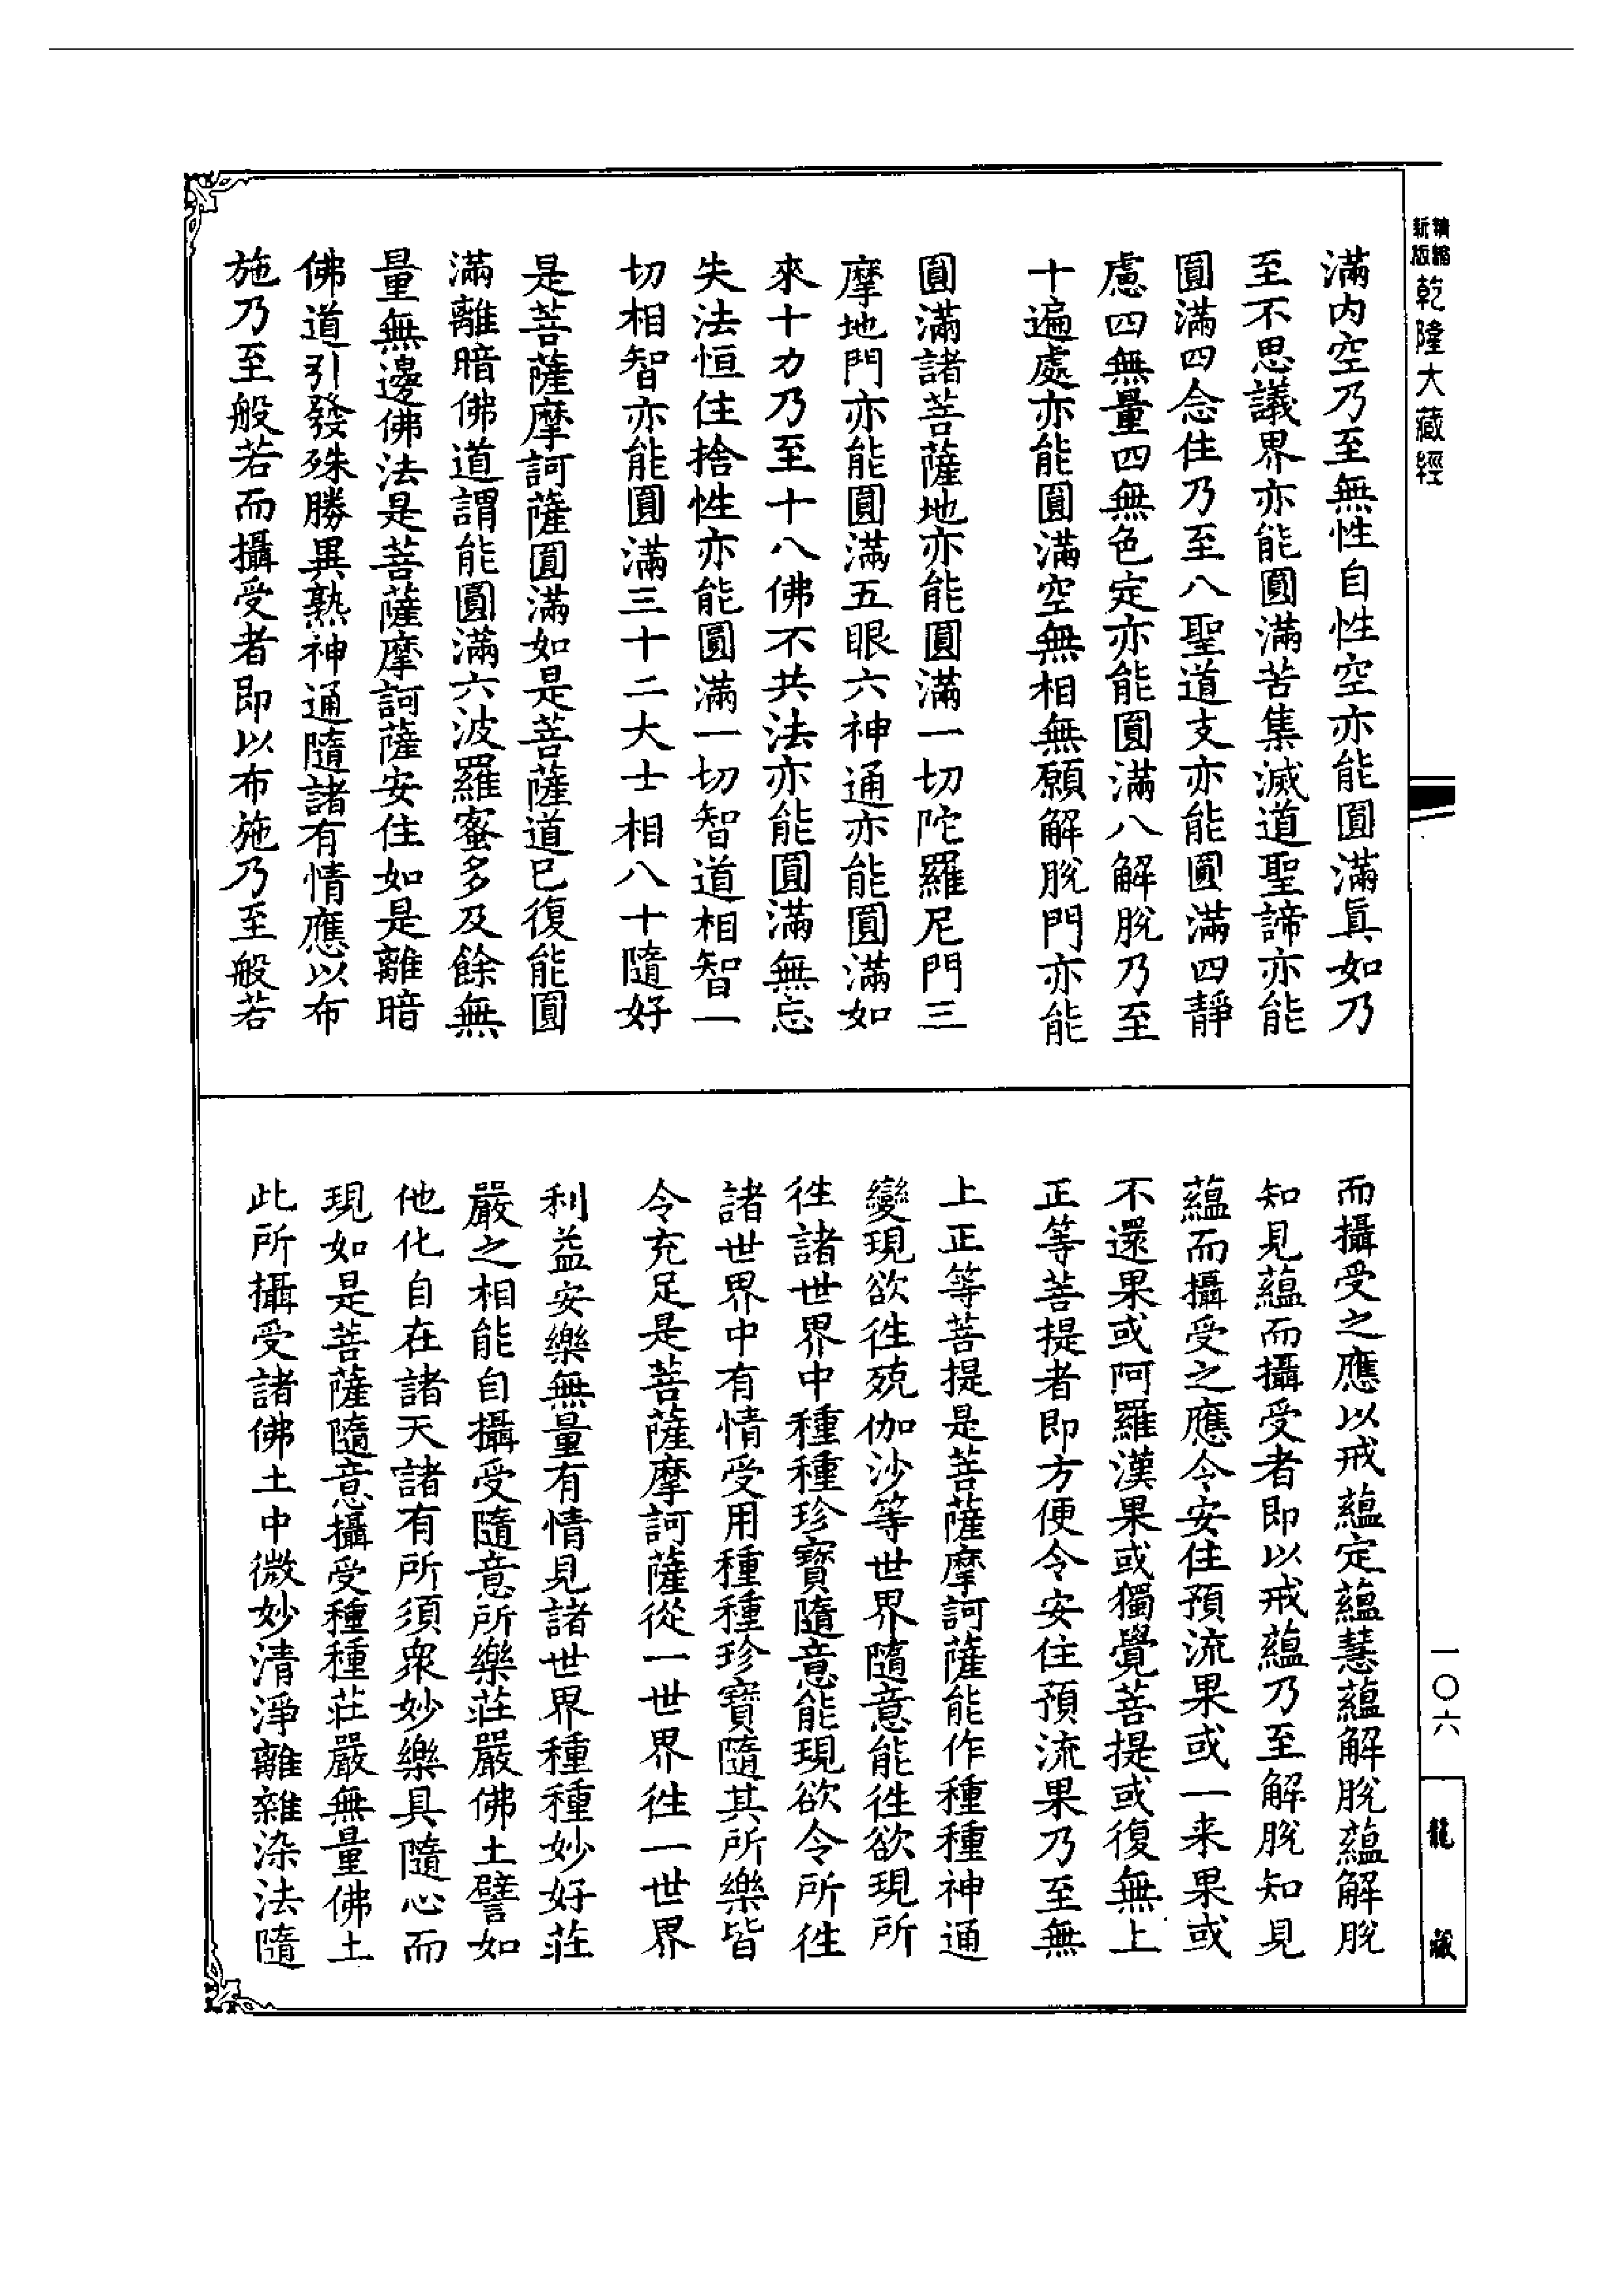 新版精縮
乾隆大藏經
滿內空乃至無性自性空亦能圓滿眞如乃
至不思議界亦能圓滿苦集滅道聖諦亦能
圓滿四念住乃至八聖道支亦能圓滿四靜
慮四無量四無色定亦能圓滿八解脫乃至
十遍處亦能圓滿空無相無願解脫門亦能
圓滿諸菩薩地亦能圓滿一切陀羅尼門三
摩地門亦能圓滿五眼六神通亦能圓滿如
來十力乃至十八佛不共法亦能圓滿無忘
失法恒住捨性亦能圓滿一切智道相智一
切相智亦能圓滿三十二大士相八十隨好
是菩薩摩訶薩圓滿如是菩薩道已復能圓
滿離暗佛道謂能圓滿六波羅蜜多及餘無
量無邊佛法是菩薩摩訶薩安住如是離暗
佛道引發殊勝異熟神通隨諸有情應以布
施乃至般若而攝受者即以布施乃至般若
而攝受之應以戒蘊定蘊慧蘊解脫蘊解脫
知見蘊而攝受者即以戒蘊乃至解脫知見
蘊而攝受之應令安住預流果或一来果或
不還果或阿羅漢果或獨覺菩提或復無上
正等菩提者即方便令安住預流果乃至無
上正等菩提是菩薩摩訶薩能作種種神通
變現欲徃殑伽沙等世界隨意能徃欲現所
徃諸世界中種種珍寶隨意能現欲令所徃
諸世界中有情受用種種珍寶隨其所樂皆
令充足是菩薩摩訶薩從一世界徃一世界
利益安樂無量有情見諸世界種種妙好莊
嚴之相能自攝受隨意所樂莊嚴佛土譬如
他化自在諸天諸有所須衆妙樂具隨心而
現如是菩薩隨意攝受種種莊嚴無量佛土
此所攝受諸佛土中微妙清淨離雜染法隨
一〇六
龍藏